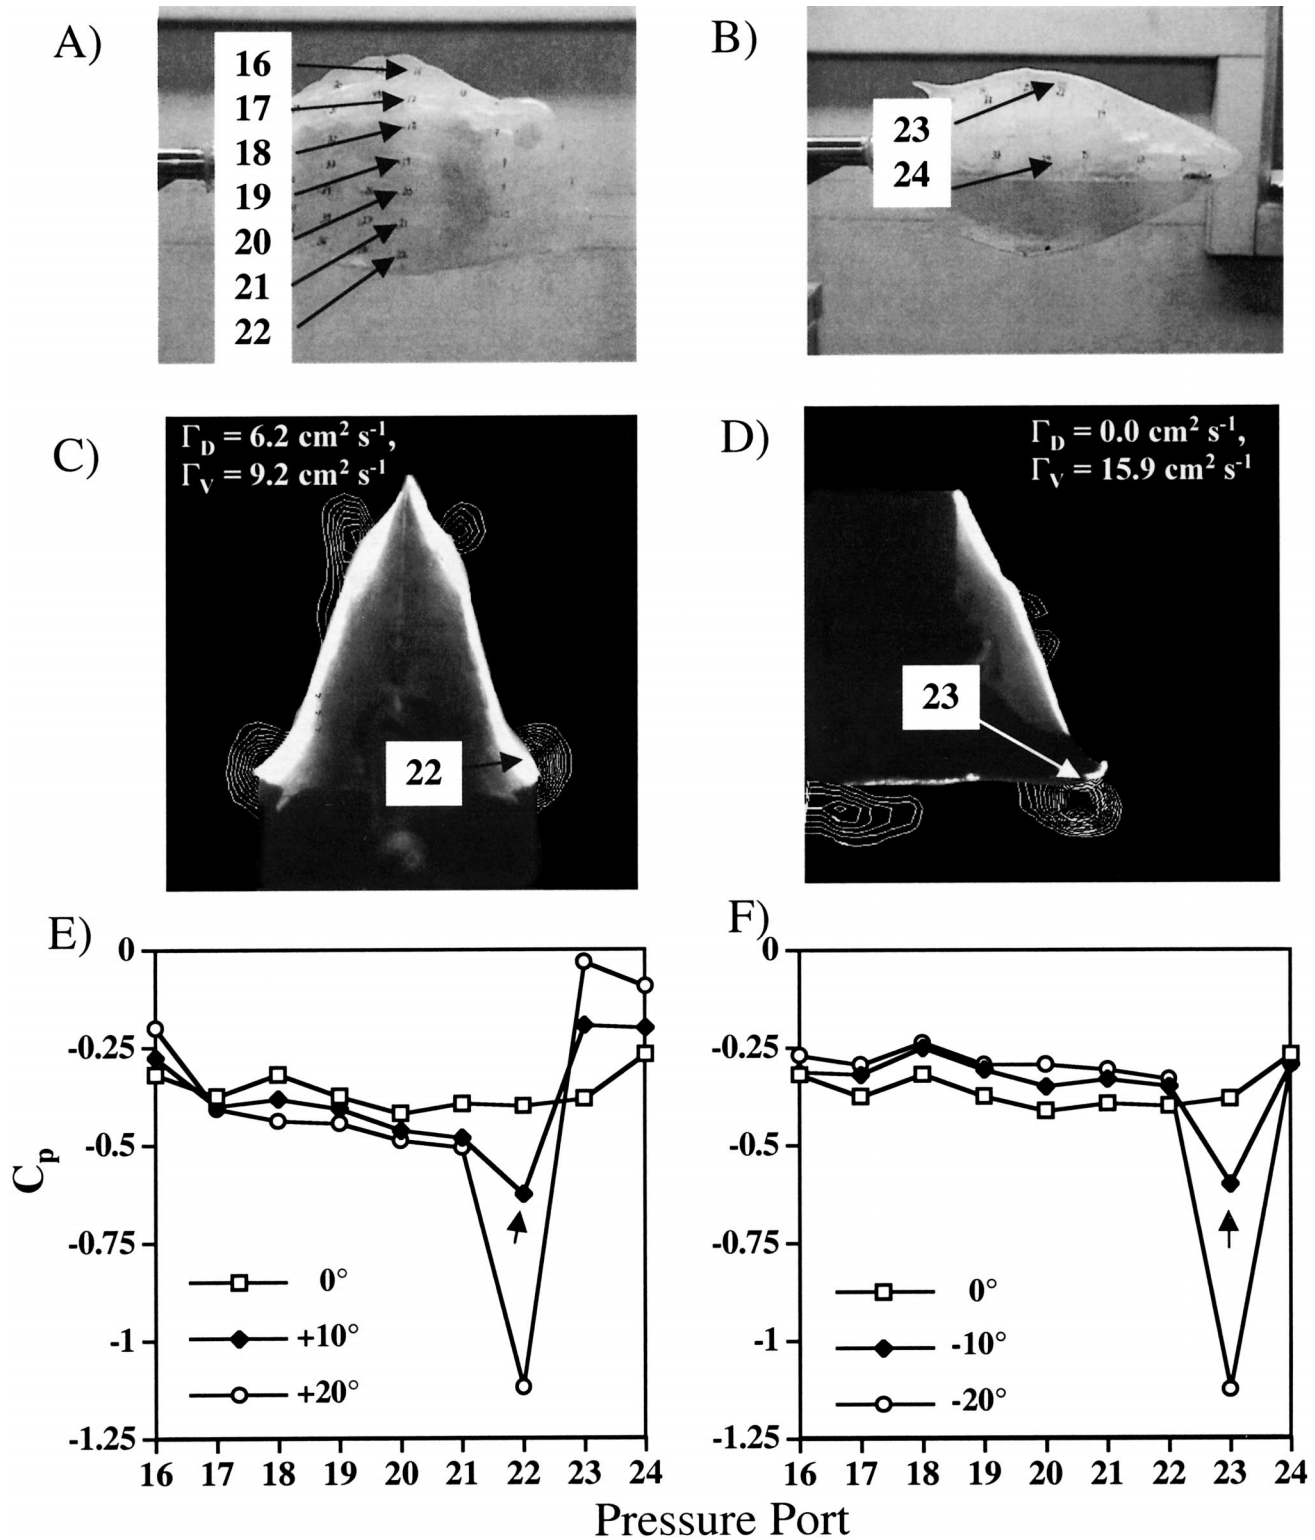 A)
16
17
18
19
20
21
22
B)
23
24
C)
ΓD = 6.2 cm² s⁻¹,
ΓV = 9.2 cm² s⁻¹
22
D)
ΓD = 0.0 cm² s⁻¹,
ΓV = 15.9 cm² s⁻¹
23
E)
0
-0.25
-0.5
-0.75
-1
-1.25
Cp
0°
+10°
+20°
16 17 18 19 20 21 22 23 24
F)
0
-0.25
-0.5
-0.75
-1
-1.25
0°
-10°
-20°
16 17 18 19 20 21 22 23 24
Pressure Port